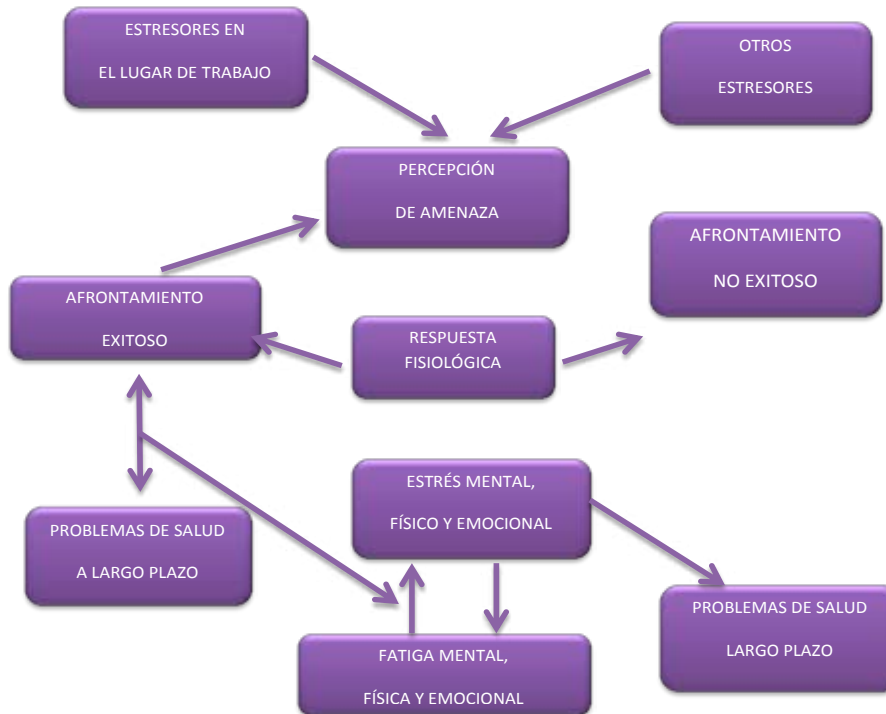 ESTRESORES EN
EL LUGAR DE TRABAJO
OTROS
ESTRESORES
PERCEPCIÓN
DE AMENAZA
AFRONTAMIENTO
NO EXITOSO
AFRONTAMIENTO
EXITOSO
RESPUESTA
FISIOLÓGICA
ESTRÉS MENTAL,
FÍSICO Y EMOCIONAL
PROBLEMAS DE SALUD
A LARGO PLAZO
PROBLEMAS DE SALUD
LARGO PLAZO
FATIGA MENTAL,
FÍSICA Y EMOCIONAL